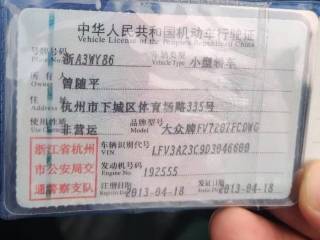 中华人民共和国机动车行驶证
Vehicle License of the People's Republic of China
号牌号码 浙A3WY86 车辆类型 小型轿车
Plate No. Vehicle Type
所有人 曾随平
Owner
住 杭州市下城区体育场路335号
使用性质 非营运 品牌型号 大众牌FV7207FCDWG
Use Character Model
浙江省杭州
市公安局交
通警察支队
车辆识别代号 LFV3A23C9D3046600
VIN
发动机号码 192555
Engine No.
注册日期 2013-04-18 发证日期 2013-04-18